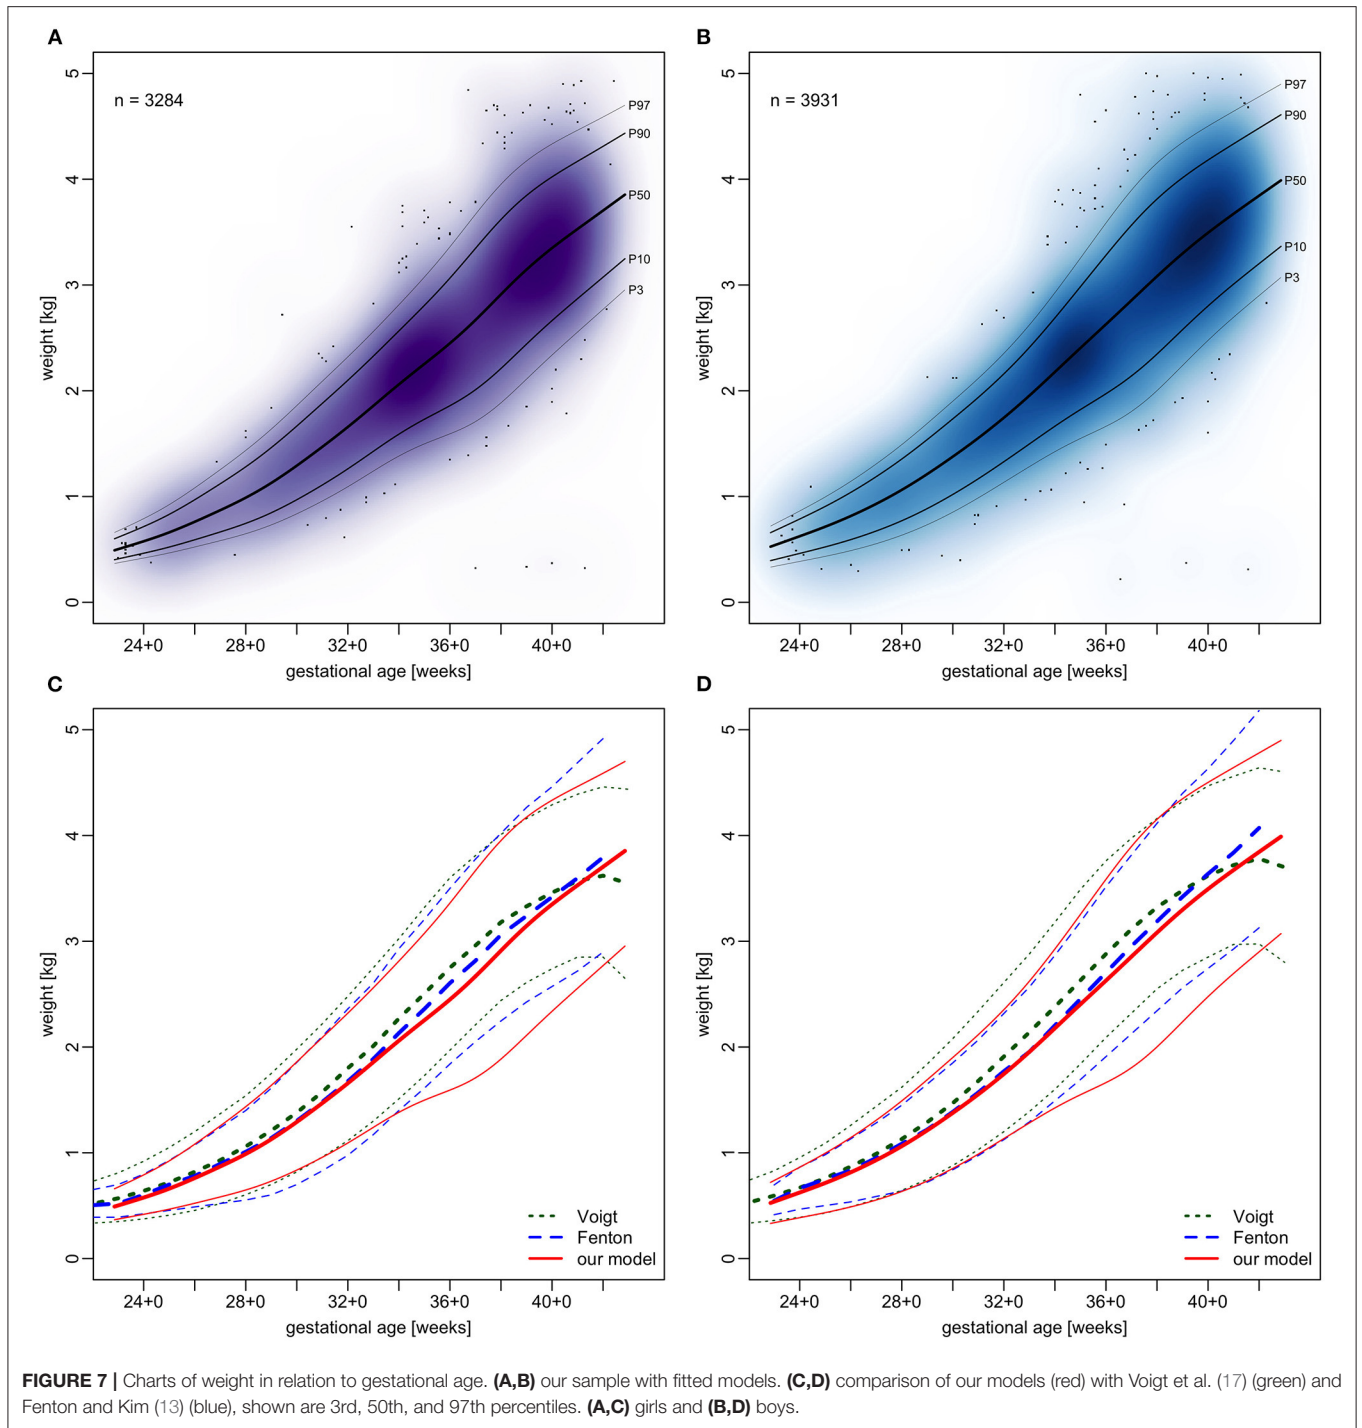 A
n = 3284
P97
P90
P50
P10
P3
5
4
3
2
1
0
weight [kg]
24+0 28+0 32+0 36+0 40+0
gestational age [weeks]
B
n = 3931
P97
P90
P50
P10
P3
5
4
3
2
1
0
weight [kg]
24+0 28+0 32+0 36+0 40+0
gestational age [weeks]
C
5
4
3
2
1
0
weight [kg]
Voigt
Fenton
our model
24+0 28+0 32+0 36+0 40+0
gestational age [weeks]
D
5
4
3
2
1
0
weight [kg]
Voigt
Fenton
our model
24+0 28+0 32+0 36+0 40+0
gestational age [weeks]
FIGURE 7 | Charts of weight in relation to gestational age. (A,B) our sample with fitted models. (C,D) comparison of our models (red) with Voigt et al. (17) (green) and
Fenton and Kim (13) (blue), shown are 3rd, 50th, and 97th percentiles. (A,C) girls and (B,D) boys.